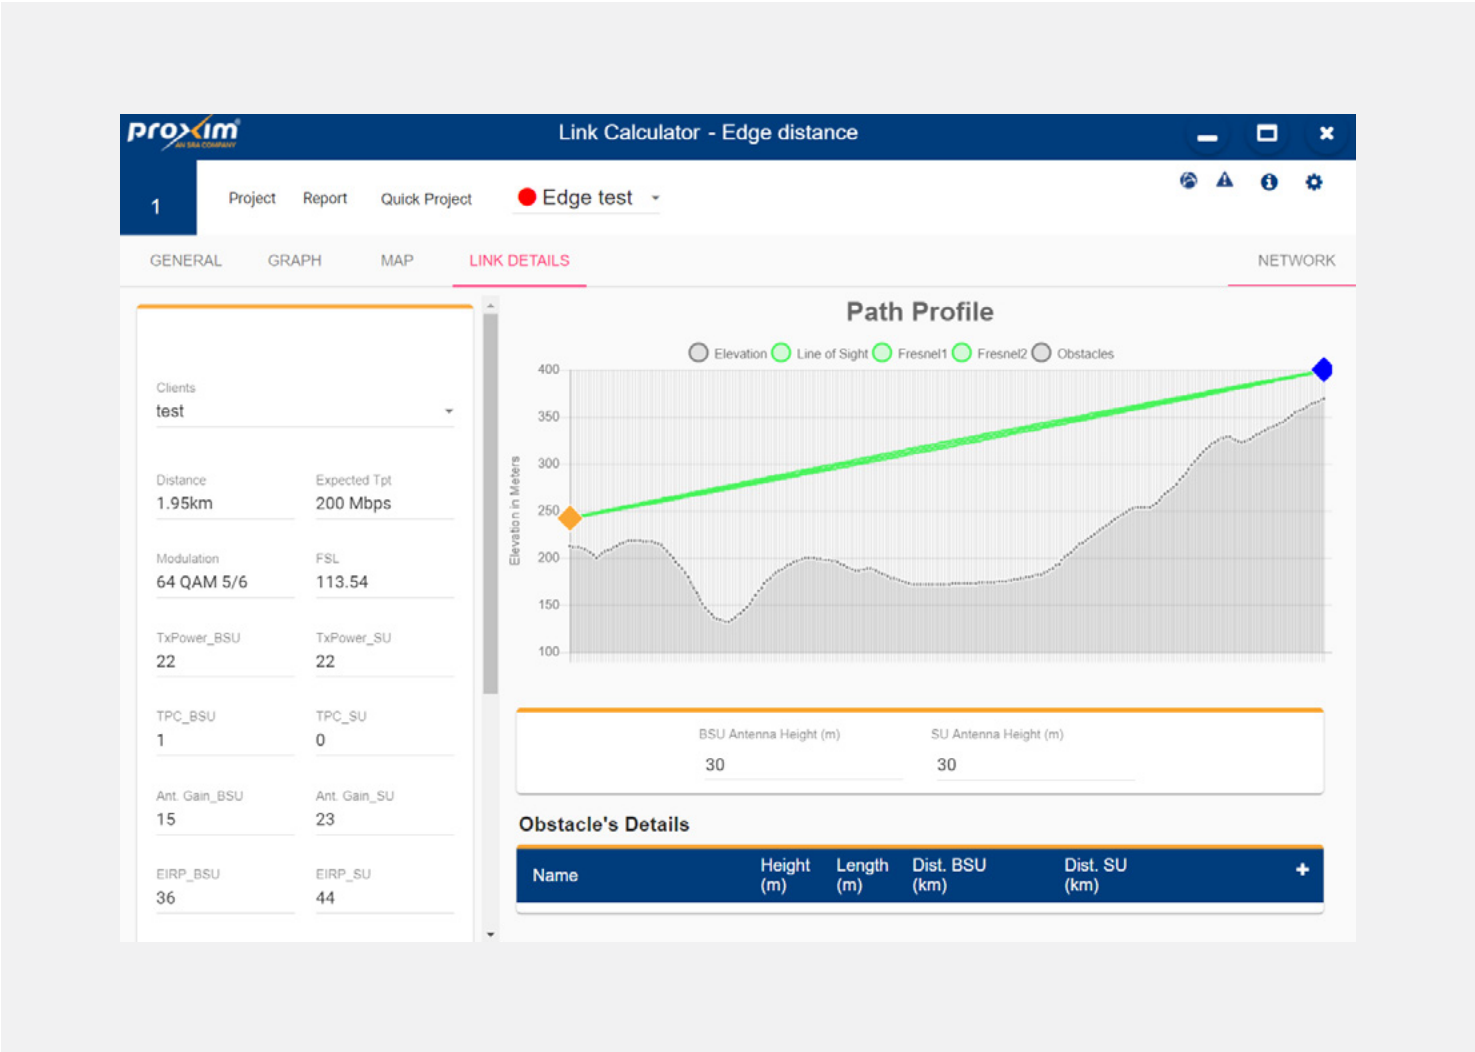 proxim
AN SRA COMPANY
Link Calculator - Edge distance
1
Project Report Quick Project Edge test
GENERAL GRAPH MAP LINK DETAILS NETWORK
Clients
test
Distance Expected Tpt
1.95km 200 Mbps
Modulation FSL
64 QAM 5/6 113.54
TxPower_BSU TxPower_SU
22 22
TPC_BSU TPC_SU
1 0
Ant. Gain_BSU Ant. Gain_SU
15 23
EIRP_BSU EIRP_SU
36 44
Path Profile
Elevation Line of Sight Fresnel1 Fresnel2 Obstacles
Elevation in Meters
400
350
300
250
200
150
100
BSU Antenna Height (m) SU Antenna Height (m)
30 30
Obstacle's Details
Name Height (m) Length (m) Dist. BSU (km) Dist. SU (km) +